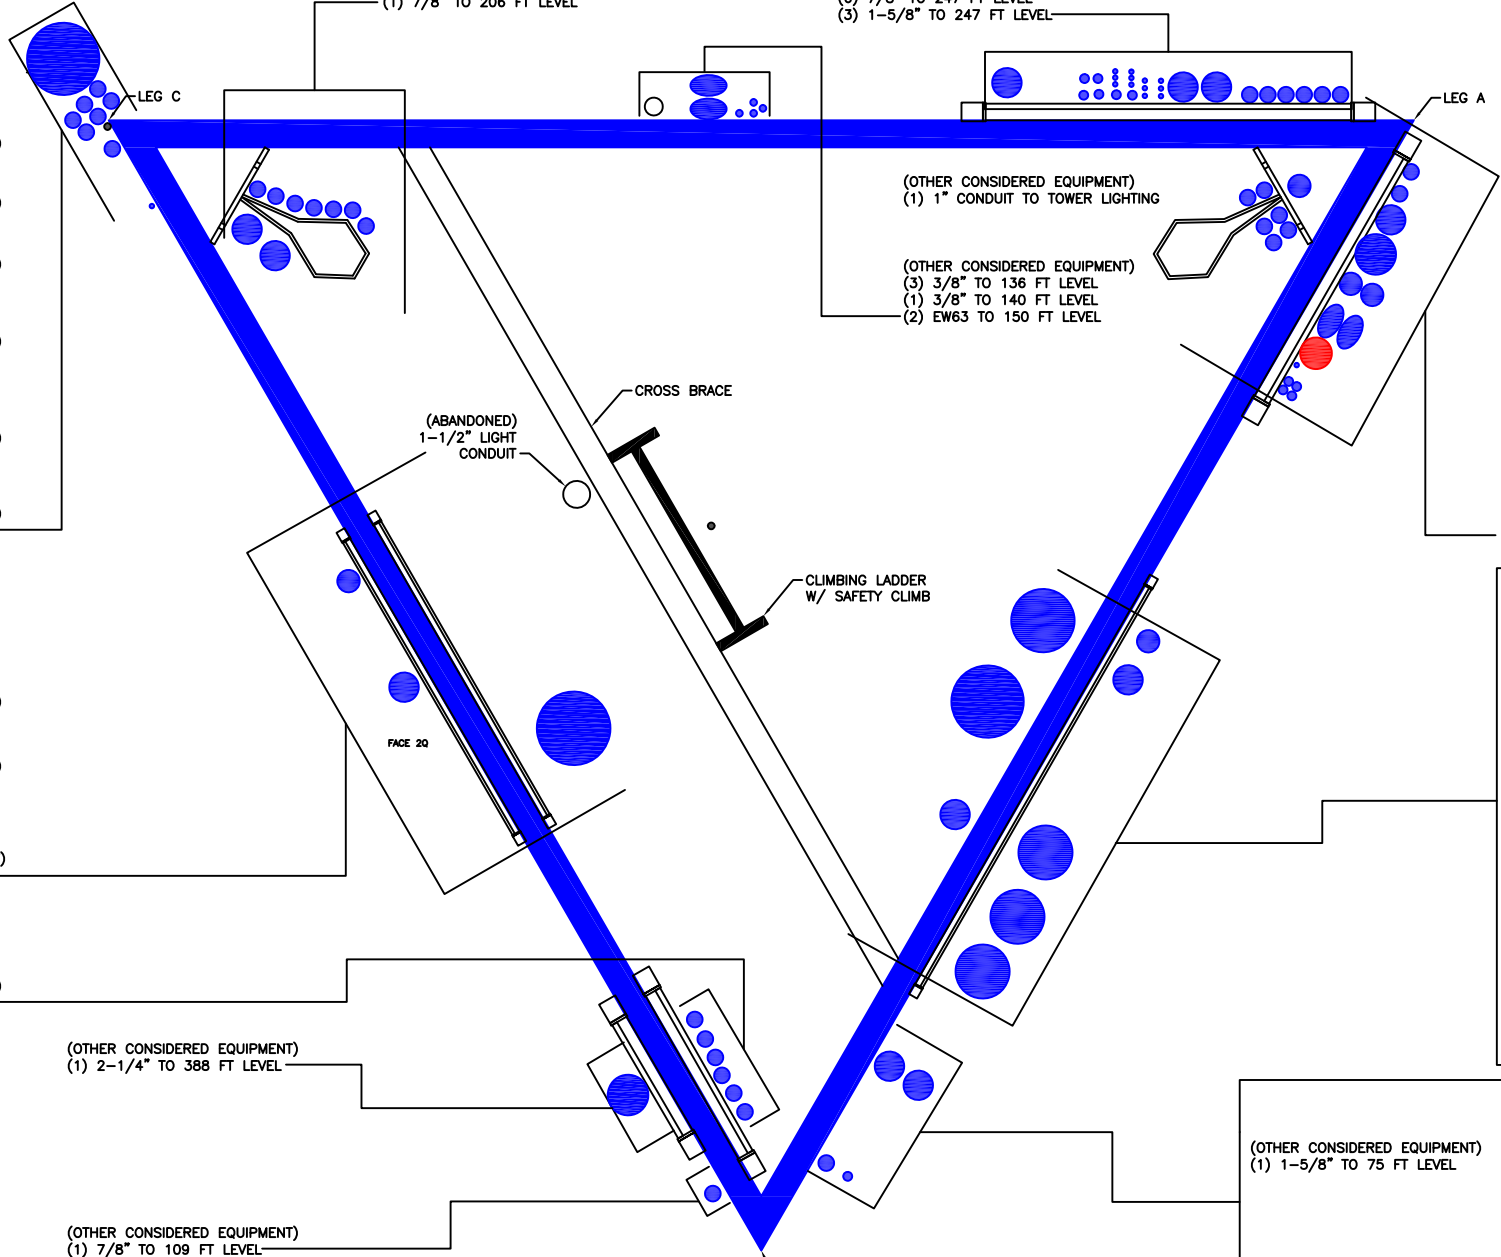 (1) 7/8" TO 206 FT LEVEL
(3) 1-5/8" TO 247 FT LEVEL
LEG C
LEG A
(OTHER CONSIDERED EQUIPMENT)
(1) 1" CONDUIT TO TOWER LIGHTING
(OTHER CONSIDERED EQUIPMENT)
(3) 3/8" TO 136 FT LEVEL
(1) 3/8" TO 140 FT LEVEL
(2) EW63 TO 150 FT LEVEL
CROSS BRACE
(ABANDONED)
1-1/2" LIGHT
CONDUIT
CLIMBING LADDER
W/ SAFETY CLIMB
FACE 2Q
(OTHER CONSIDERED EQUIPMENT)
(1) 2-1/4" TO 388 FT LEVEL
(OTHER CONSIDERED EQUIPMENT)
(1) 1-5/8" TO 75 FT LEVEL
(OTHER CONSIDERED EQUIPMENT)
(1) 7/8" TO 109 FT LEVEL